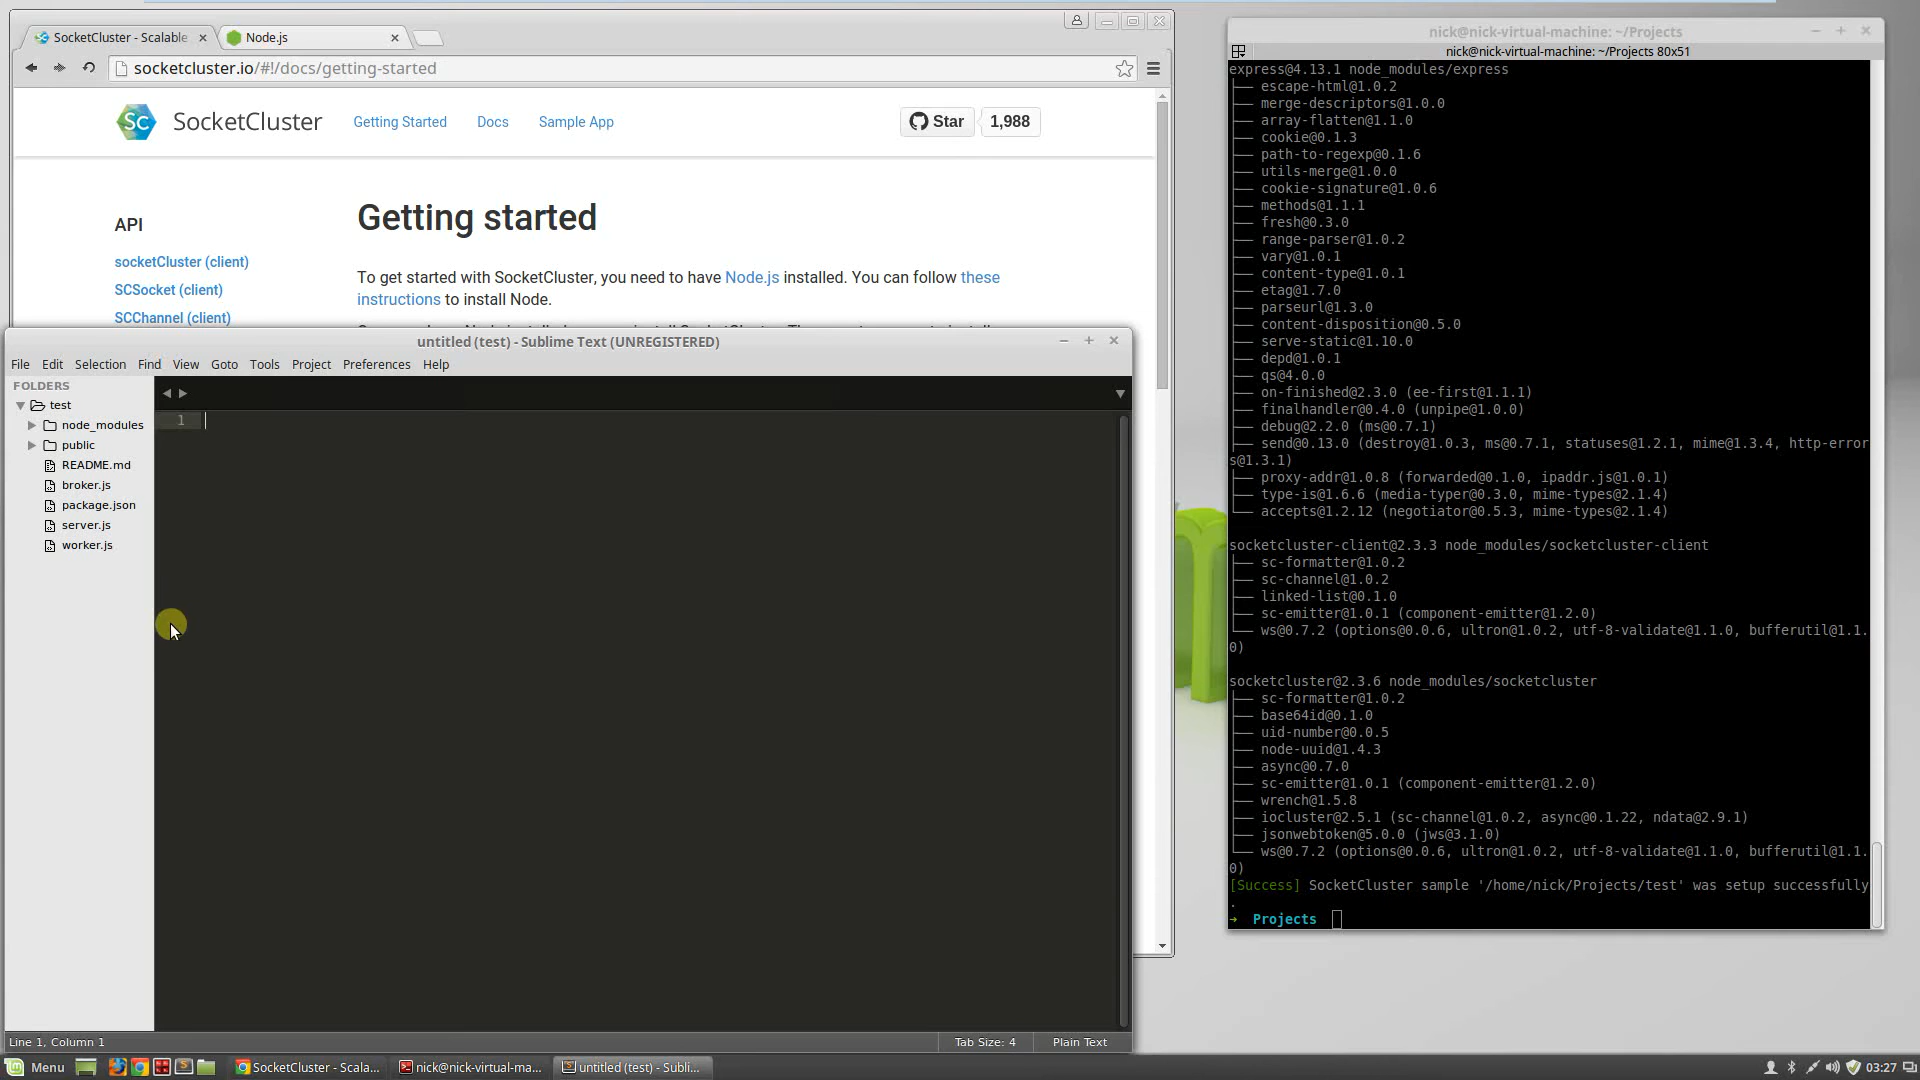 SocketCluster - Scalable
Node.js
socketcluster.io/#!/docs/getting-started
SC
SocketCluster
Getting Started
Docs
Sample App
Star
1,988
API
socketCluster (client)
SCSocket (client)
SCChannel (client)
Getting started
To get started with SocketCluster, you need to have Node.js installed. You can follow these
instructions to install Node.
untitled (test) - Sublime Text (UNREGISTERED)
File Edit Selection Find View Goto Tools Project Preferences Help
FOLDERS
test
node_modules
public
README.md
broker.js
package.json
server.js
worker.js
1
Line 1, Column 1
Tab Size: 4
Plain Text
nick@nick-virtual-machine: ~/Projects
nick@nick-virtual-machine: ~/Projects 80x51
express@4.13.1 node_modules/express
├── escape-html@1.0.2
├── merge-descriptors@1.0.0
├── array-flatten@1.1.0
├── cookie@0.1.3
├── path-to-regexp@0.1.6
├── utils-merge@1.0.0
├── cookie-signature@1.0.6
├── methods@1.1.1
├── fresh@0.3.0
├── range-parser@1.0.2
├── vary@1.0.1
├── content-type@1.0.1
├── etag@1.7.0
├── parseurl@1.3.0
├── content-disposition@0.5.0
├── serve-static@1.10.0
├── depd@1.0.1
├── qs@4.0.0
├── on-finished@2.3.0 (ee-first@1.1.1)
├── finalhandler@0.4.0 (unpipe@1.0.0)
├── debug@2.2.0 (ms@0.7.1)
├── send@0.13.0 (destroy@1.0.3, ms@0.7.1, statuses@1.2.1, mime@1.3.4, http-error
s@1.3.1)
├── proxy-addr@1.0.8 (forwarded@0.1.0, ipaddr.js@1.0.1)
├── type-is@1.6.6 (media-typer@0.3.0, mime-types@2.1.4)
└── accepts@1.2.12 (negotiator@0.5.3, mime-types@2.1.4)
socketcluster-client@2.3.3 node_modules/socketcluster-client
├── sc-formatter@1.0.2
├── sc-channel@1.0.2
├── linked-list@0.1.0
├── sc-emitter@1.0.1 (component-emitter@1.2.0)
└── ws@0.7.2 (options@0.0.6, ultron@1.0.2, utf-8-validate@1.1.0, bufferutil@1.1.
0)
socketcluster@2.3.6 node_modules/socketcluster
├── sc-formatter@1.0.2
├── base64id@0.1.0
├── uid-number@0.0.5
├── node-uuid@1.4.3
├── async@0.7.0
├── sc-emitter@1.0.1 (component-emitter@1.2.0)
├── wrench@1.5.8
├── iocluster@2.5.1 (sc-channel@1.0.2, async@0.1.22, ndata@2.9.1)
├── jsonwebtoken@5.0.0 (jws@3.1.0)
└── ws@0.7.2 (options@0.0.6, ultron@1.0.2, utf-8-validate@1.1.0, bufferutil@1.1.
0)
[Success] SocketCluster sample '/home/nick/Projects/test' was setup successfully
.
→ Projects
Menu
SocketCluster - Scala...
nick@nick-virtual-ma...
untitled (test) - Subli...
03:27